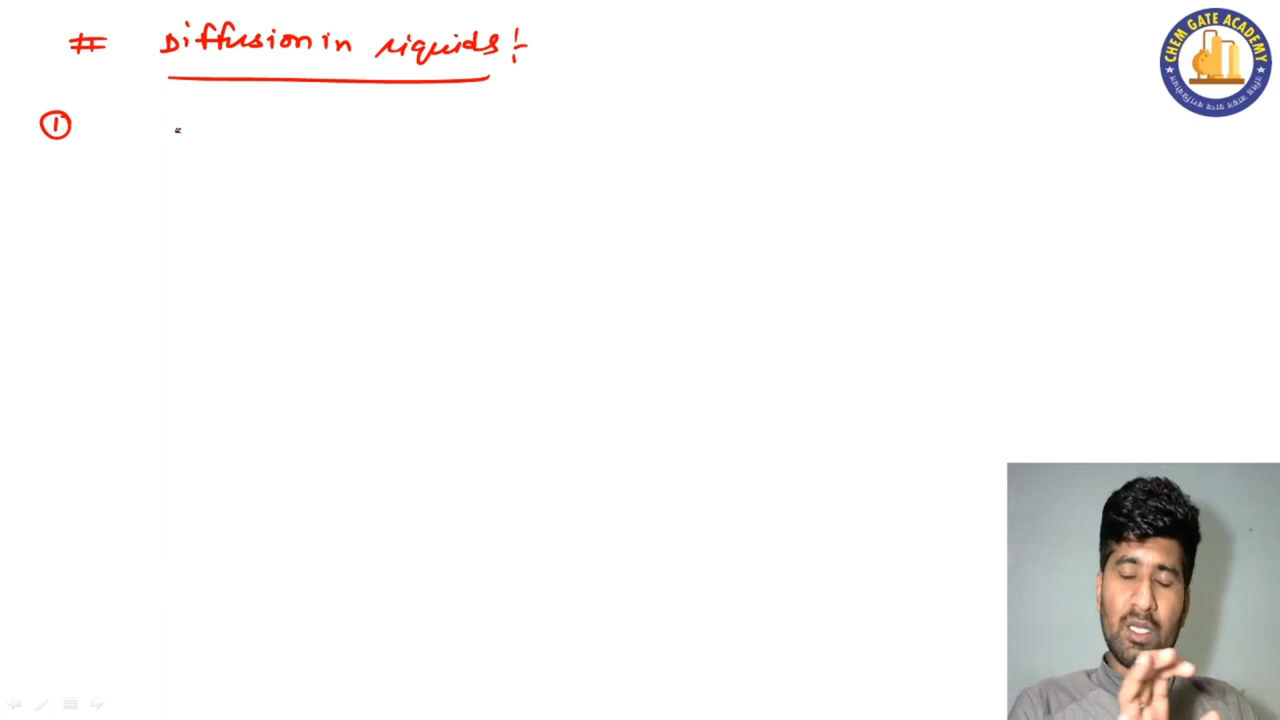 # Diffusion in liquids :-
①
CHEM GATE ACADEMY